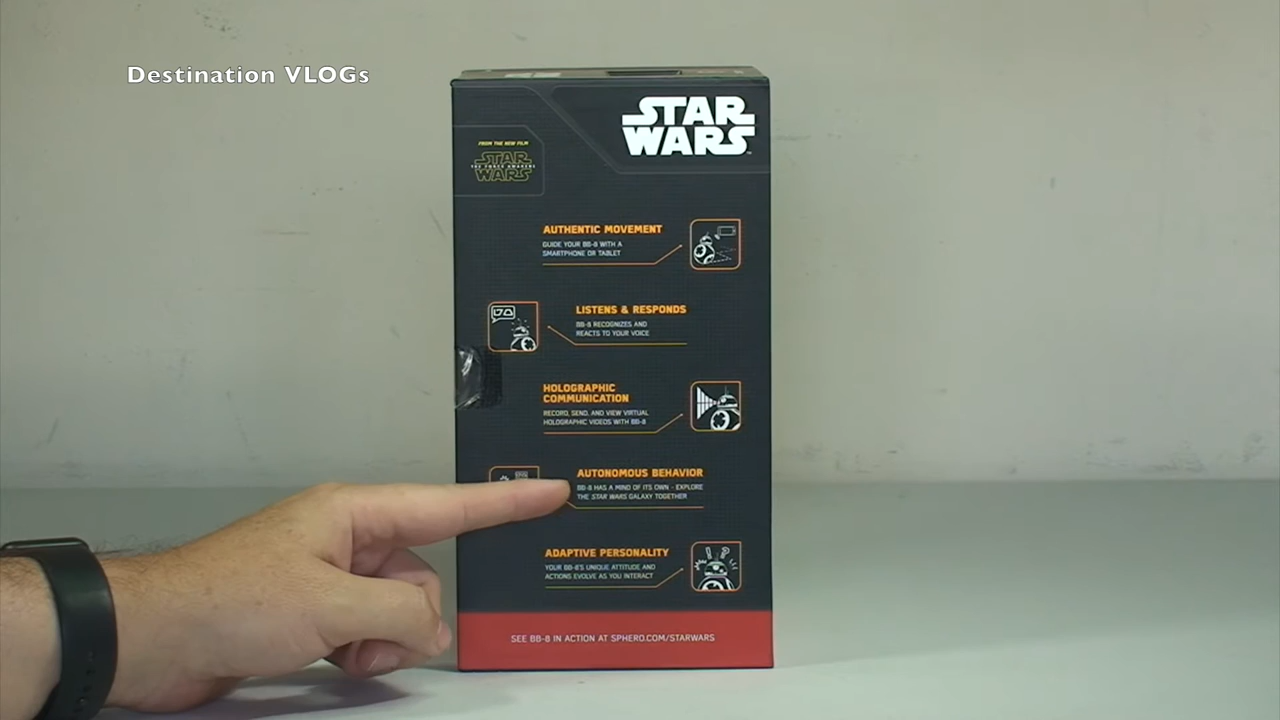 Destination VLOGs
STAR
WARS
FROM THE NEW FILM
STAR
THE FORCE AWAKENS
WARS
AUTHENTIC MOVEMENT
GUIDE YOUR BB-8 WITH A
SMARTPHONE OR TABLET
LISTENS & RESPONDS
BB-8 RECOGNIZES AND
REACTS TO YOUR VOICE
HOLOGRAPHIC
COMMUNICATION
RECORD, SEND, AND VIEW VIRTUAL
HOLOGRAPHIC VIDEOS WITH BB-8
AUTONOMOUS BEHAVIOR
BB-8 HAS A MIND OF ITS OWN - EXPLORE
THE STAR WARS GALAXY TOGETHER
ADAPTIVE PERSONALITY
YOUR BB-8'S UNIQUE ATTITUDE AND
ACTIONS EVOLVE AS YOU INTERACT
SEE BB-8 IN ACTION AT SPHERO.COM/STARWARS